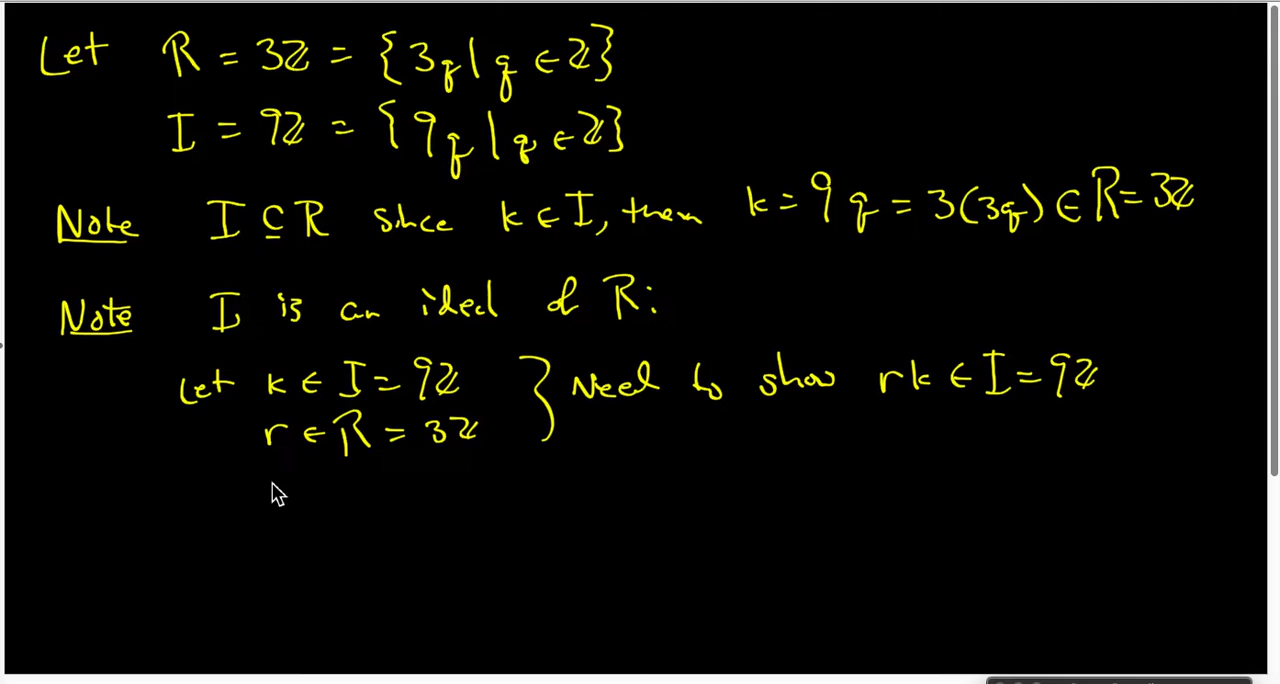 Let R = 3ℤ = {3q | q ∈ ℤ}
I = 9ℤ = {9q | q ∈ ℤ}
Note I ⊆ R since k ∈ I, then k = 9q = 3(3q) ∈ R = 3ℤ
Note I is an ideal of R:
Let k ∈ I = 9ℤ } Need to show rk ∈ I = 9ℤ
r ∈ R = 3ℤ